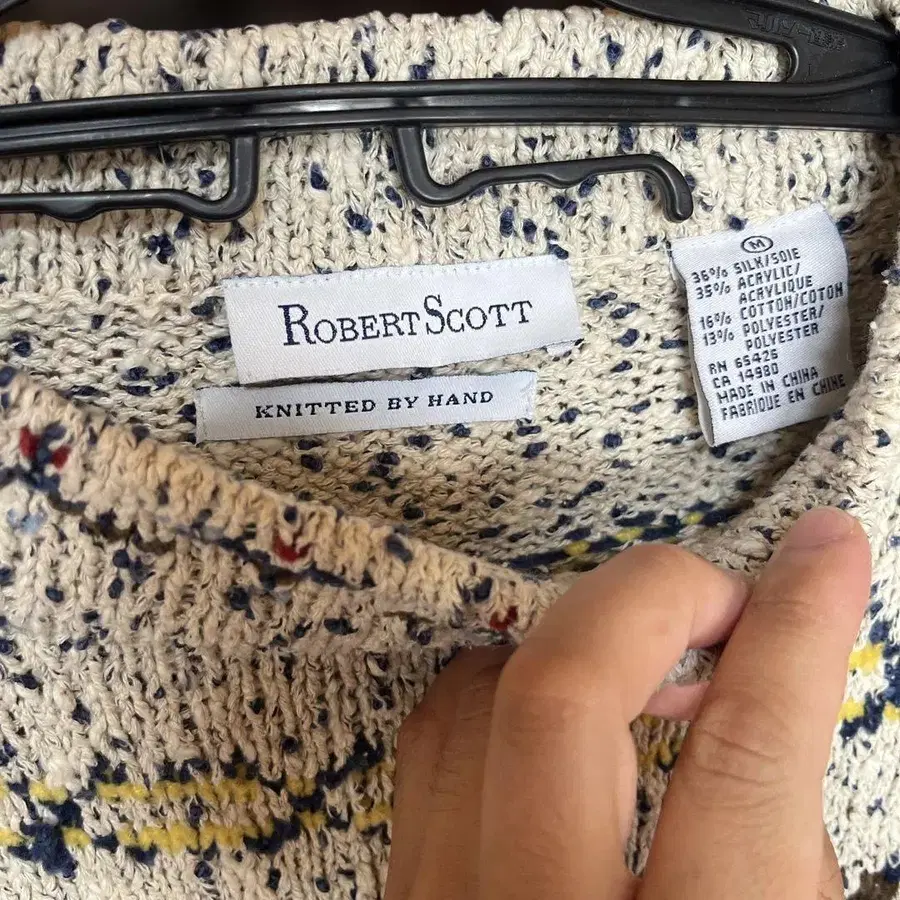 ROBERT SCOTT
KNITTED BY HAND
M
36% SILK/SOIE
35% ACRYLIC/
ACRYLIQUE
16% COTTON/COTON
13% POLYESTER/
POLYESTER
RN 65426
CA 14980
MADE IN CHINA
FABRIQUE EN CHINE